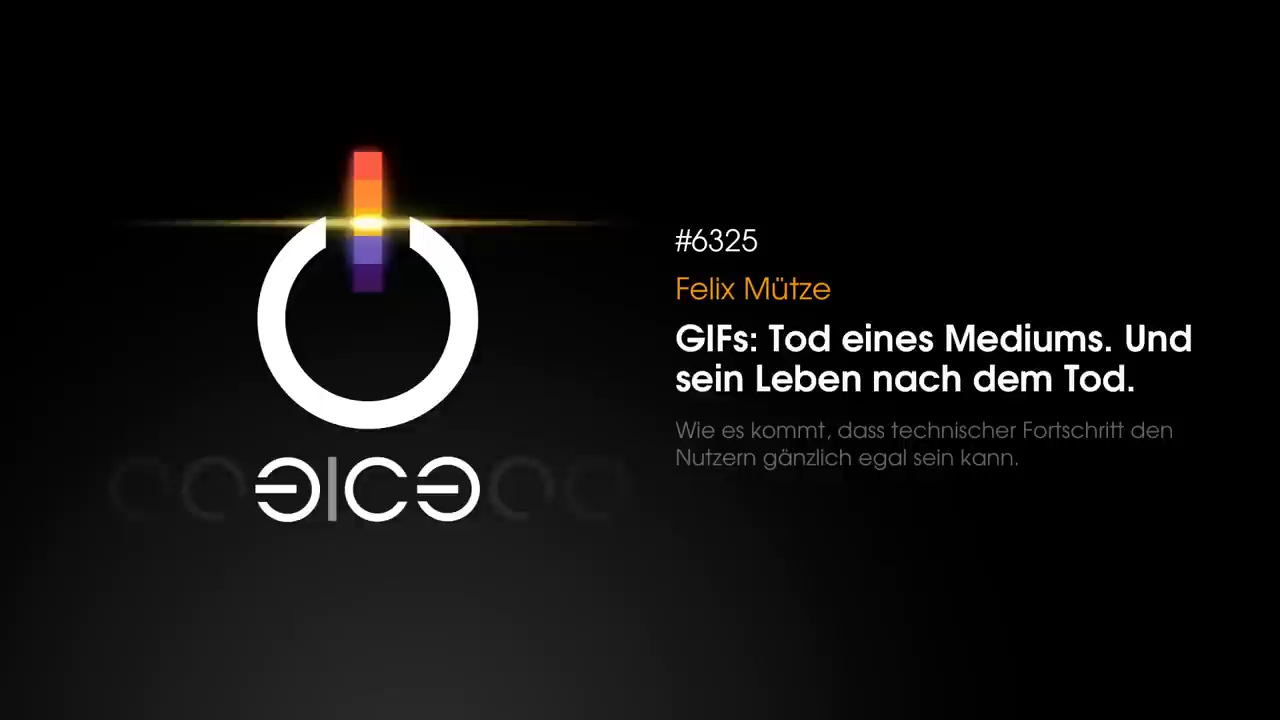 #6325
Felix Mütze
GIFs: Tod eines Mediums. Und
sein Leben nach dem Tod.
Wie es kommt, dass technischer Fortschritt den
Nutzern gänzlich egal sein kann.